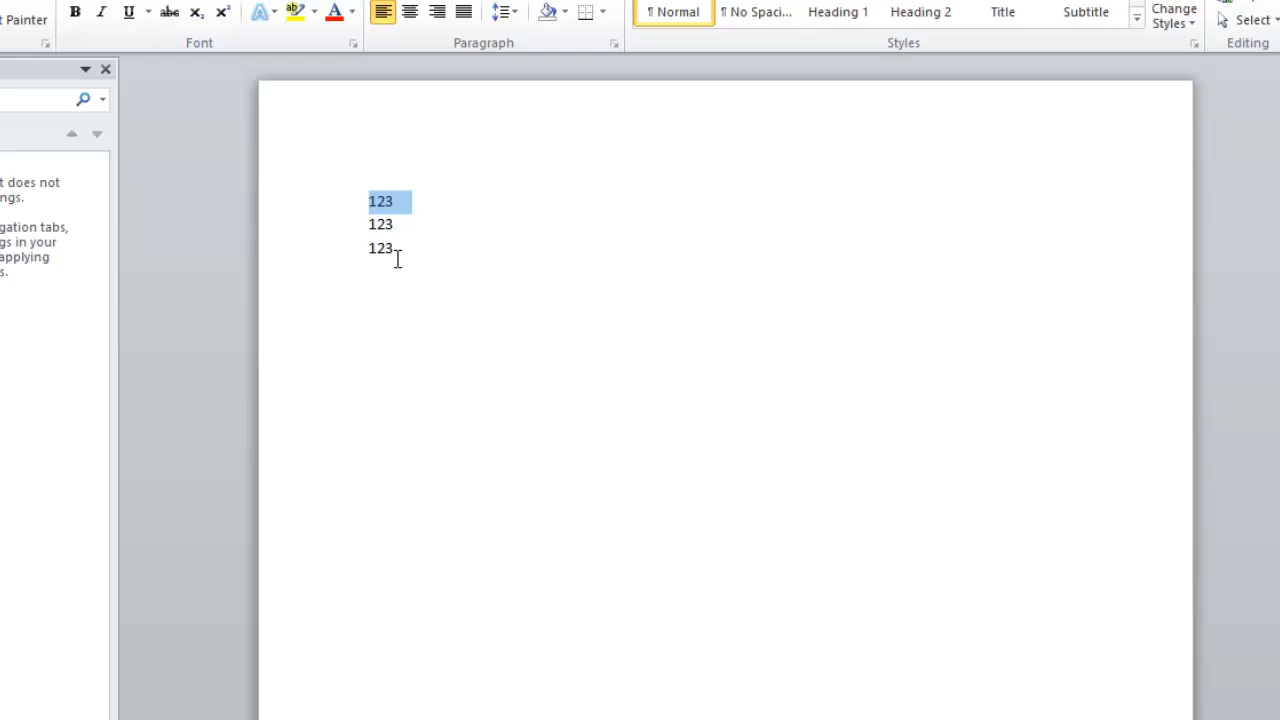 t Painter
B I U abc x₂ x² A ab A
¶ Normal
¶ No Spaci...
Heading 1
Heading 2
Title
Subtitle
Change
Styles
Select
Font
Paragraph
Styles
Editing
t does not
ngs.
gation tabs,
gs in your
applying
s.
123
123
123